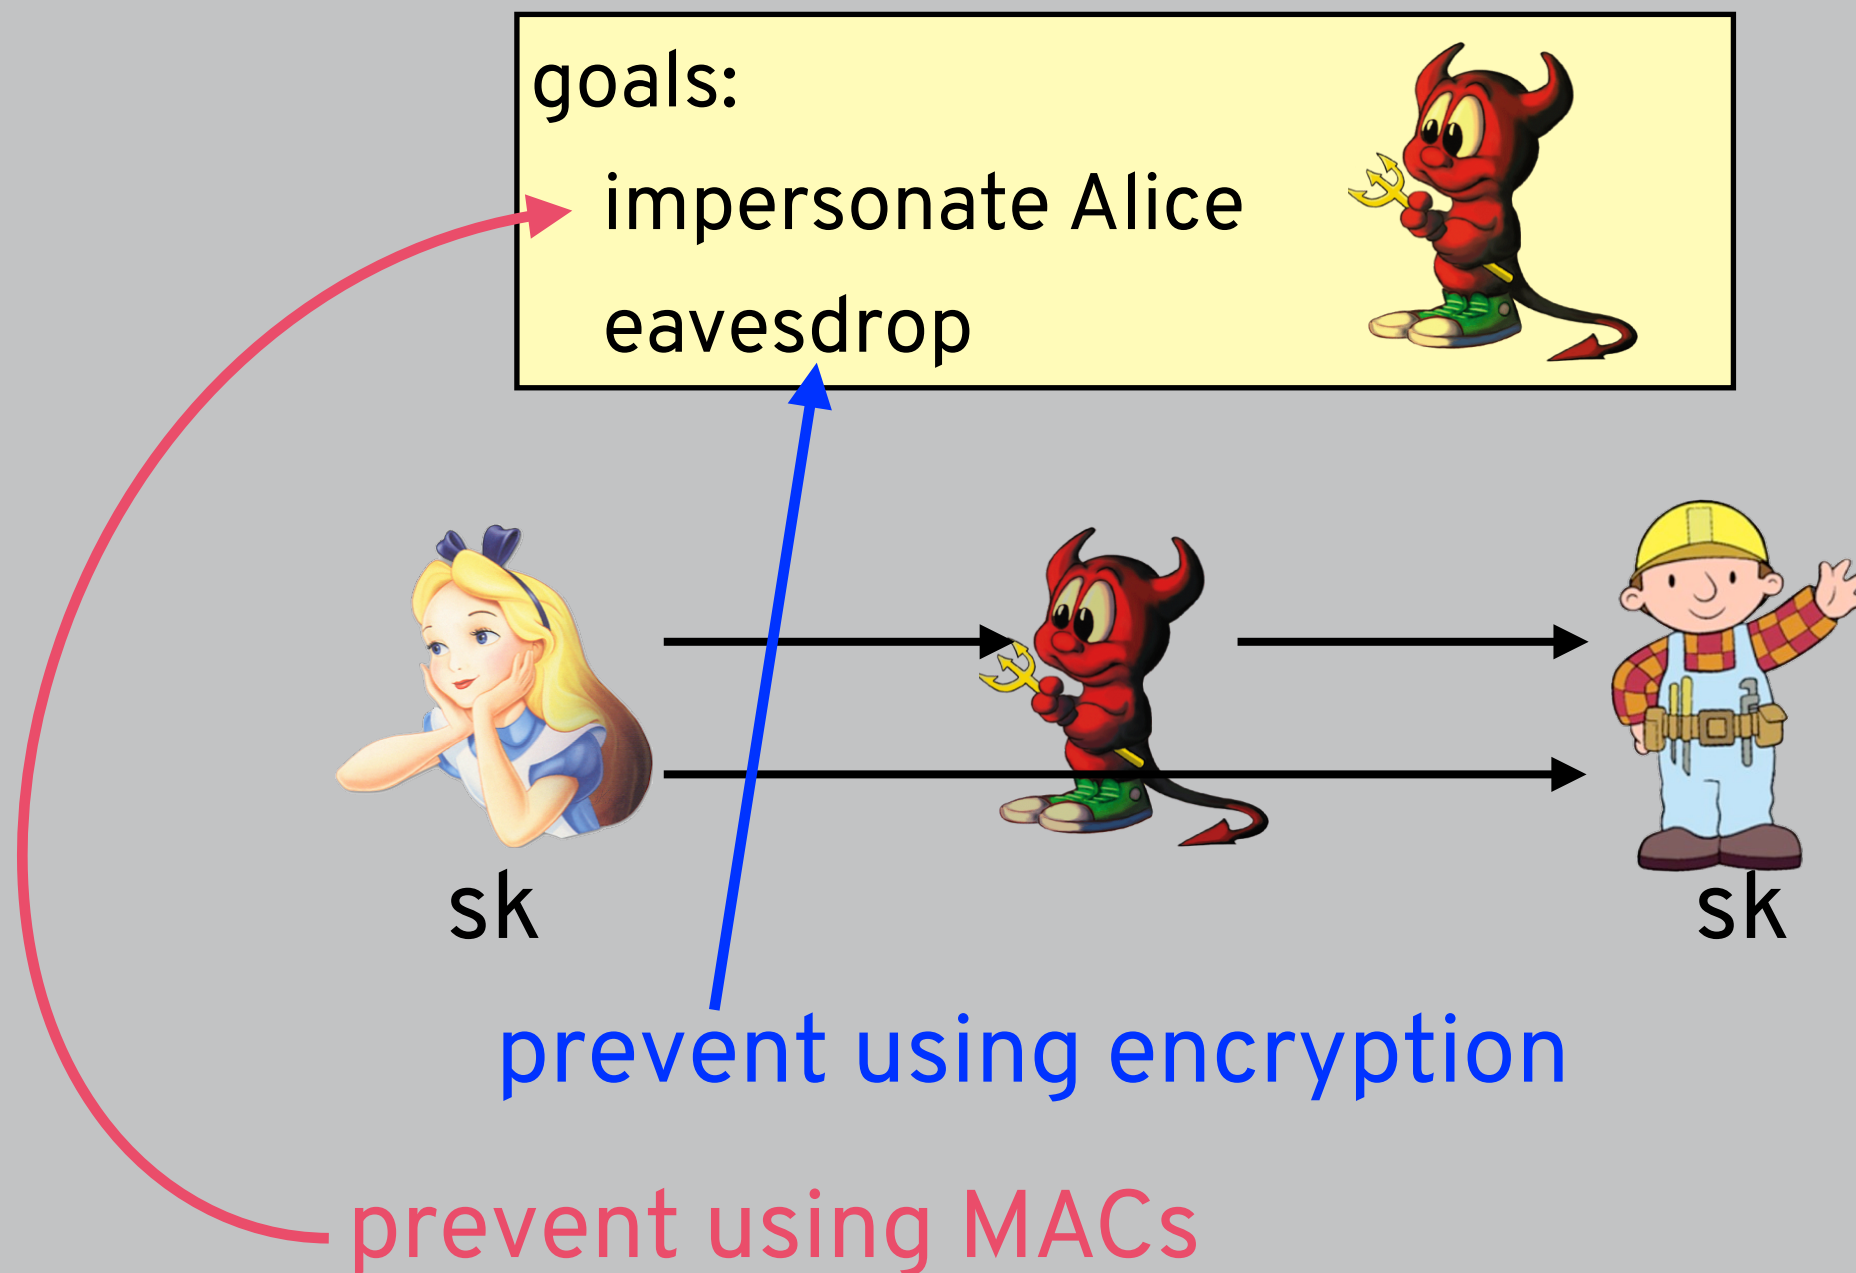 goals:
impersonate Alice
eavesdrop
sk
sk
prevent using encryption
prevent using MACs